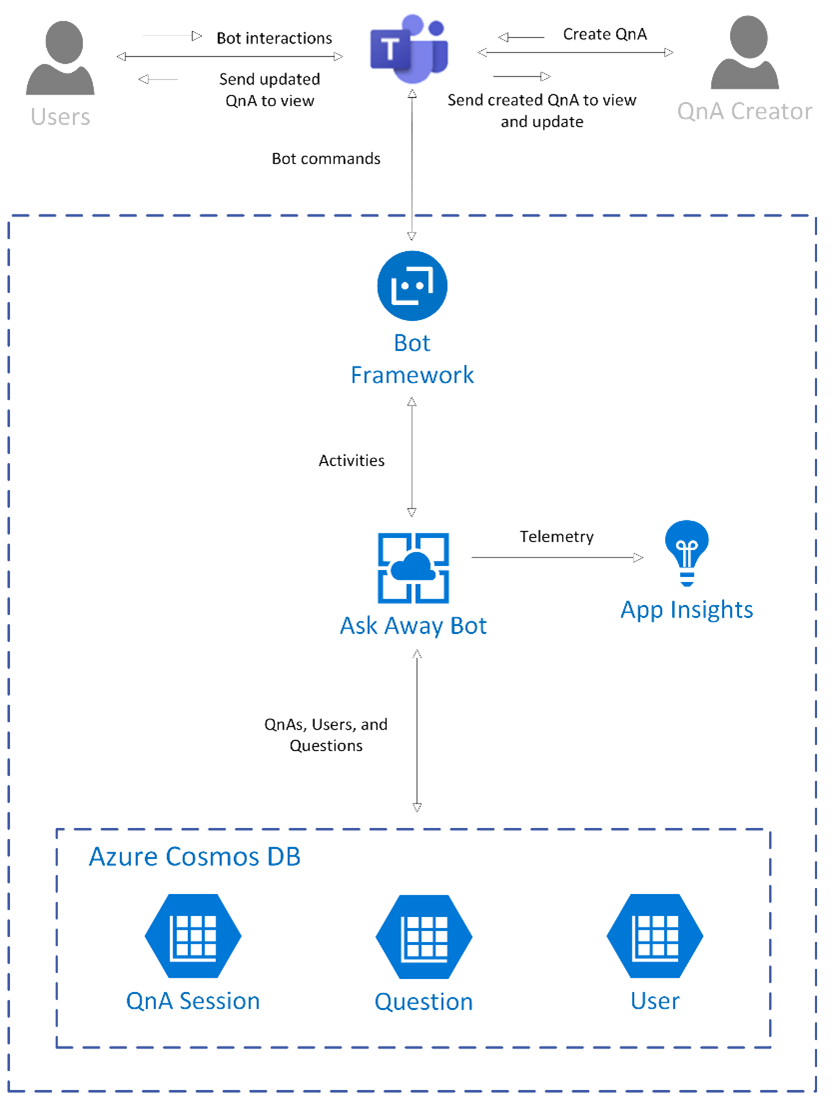 Bot interactions
Create QnA
Send updated
QnA to view
Send created QnA to view
and update
Users
QnA Creator
T
Bot commands
Bot
Framework
Activities
Telemetry
App Insights
Ask Away Bot
QnAs, Users, and
Questions
Azure Cosmos DB
QnA Session
Question
User